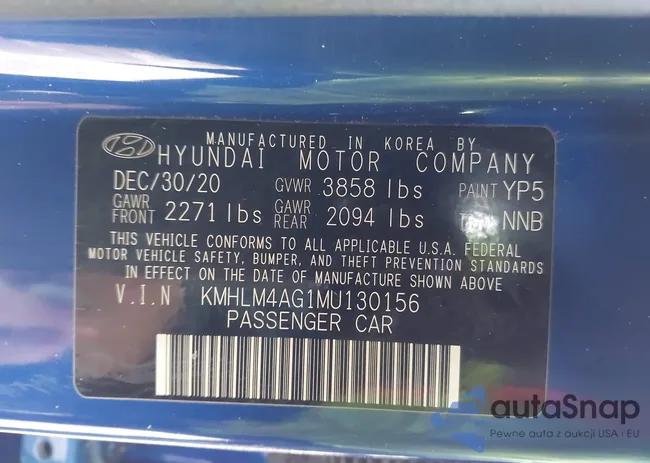 MANUFACTURED IN KOREA BY
HYUNDAI MOTOR COMPANY
DEC/30/20 GVWR 3858 lbs PAINT YP5
GAWR FRONT 2271 lbs GAWR REAR 2094 lbs NNB
THIS VEHICLE CONFORMS TO ALL APPLICABLE U.S.A. FEDERAL
MOTOR VEHICLE SAFETY, BUMPER, AND THEFT PREVENTION STANDARDS
IN EFFECT ON THE DATE OF MANUFACTURE SHOWN ABOVE
V.I.N KMHLM4AG1MU130156
PASSENGER CAR
autaSnap
Pewne auta z aukcji USA i EU